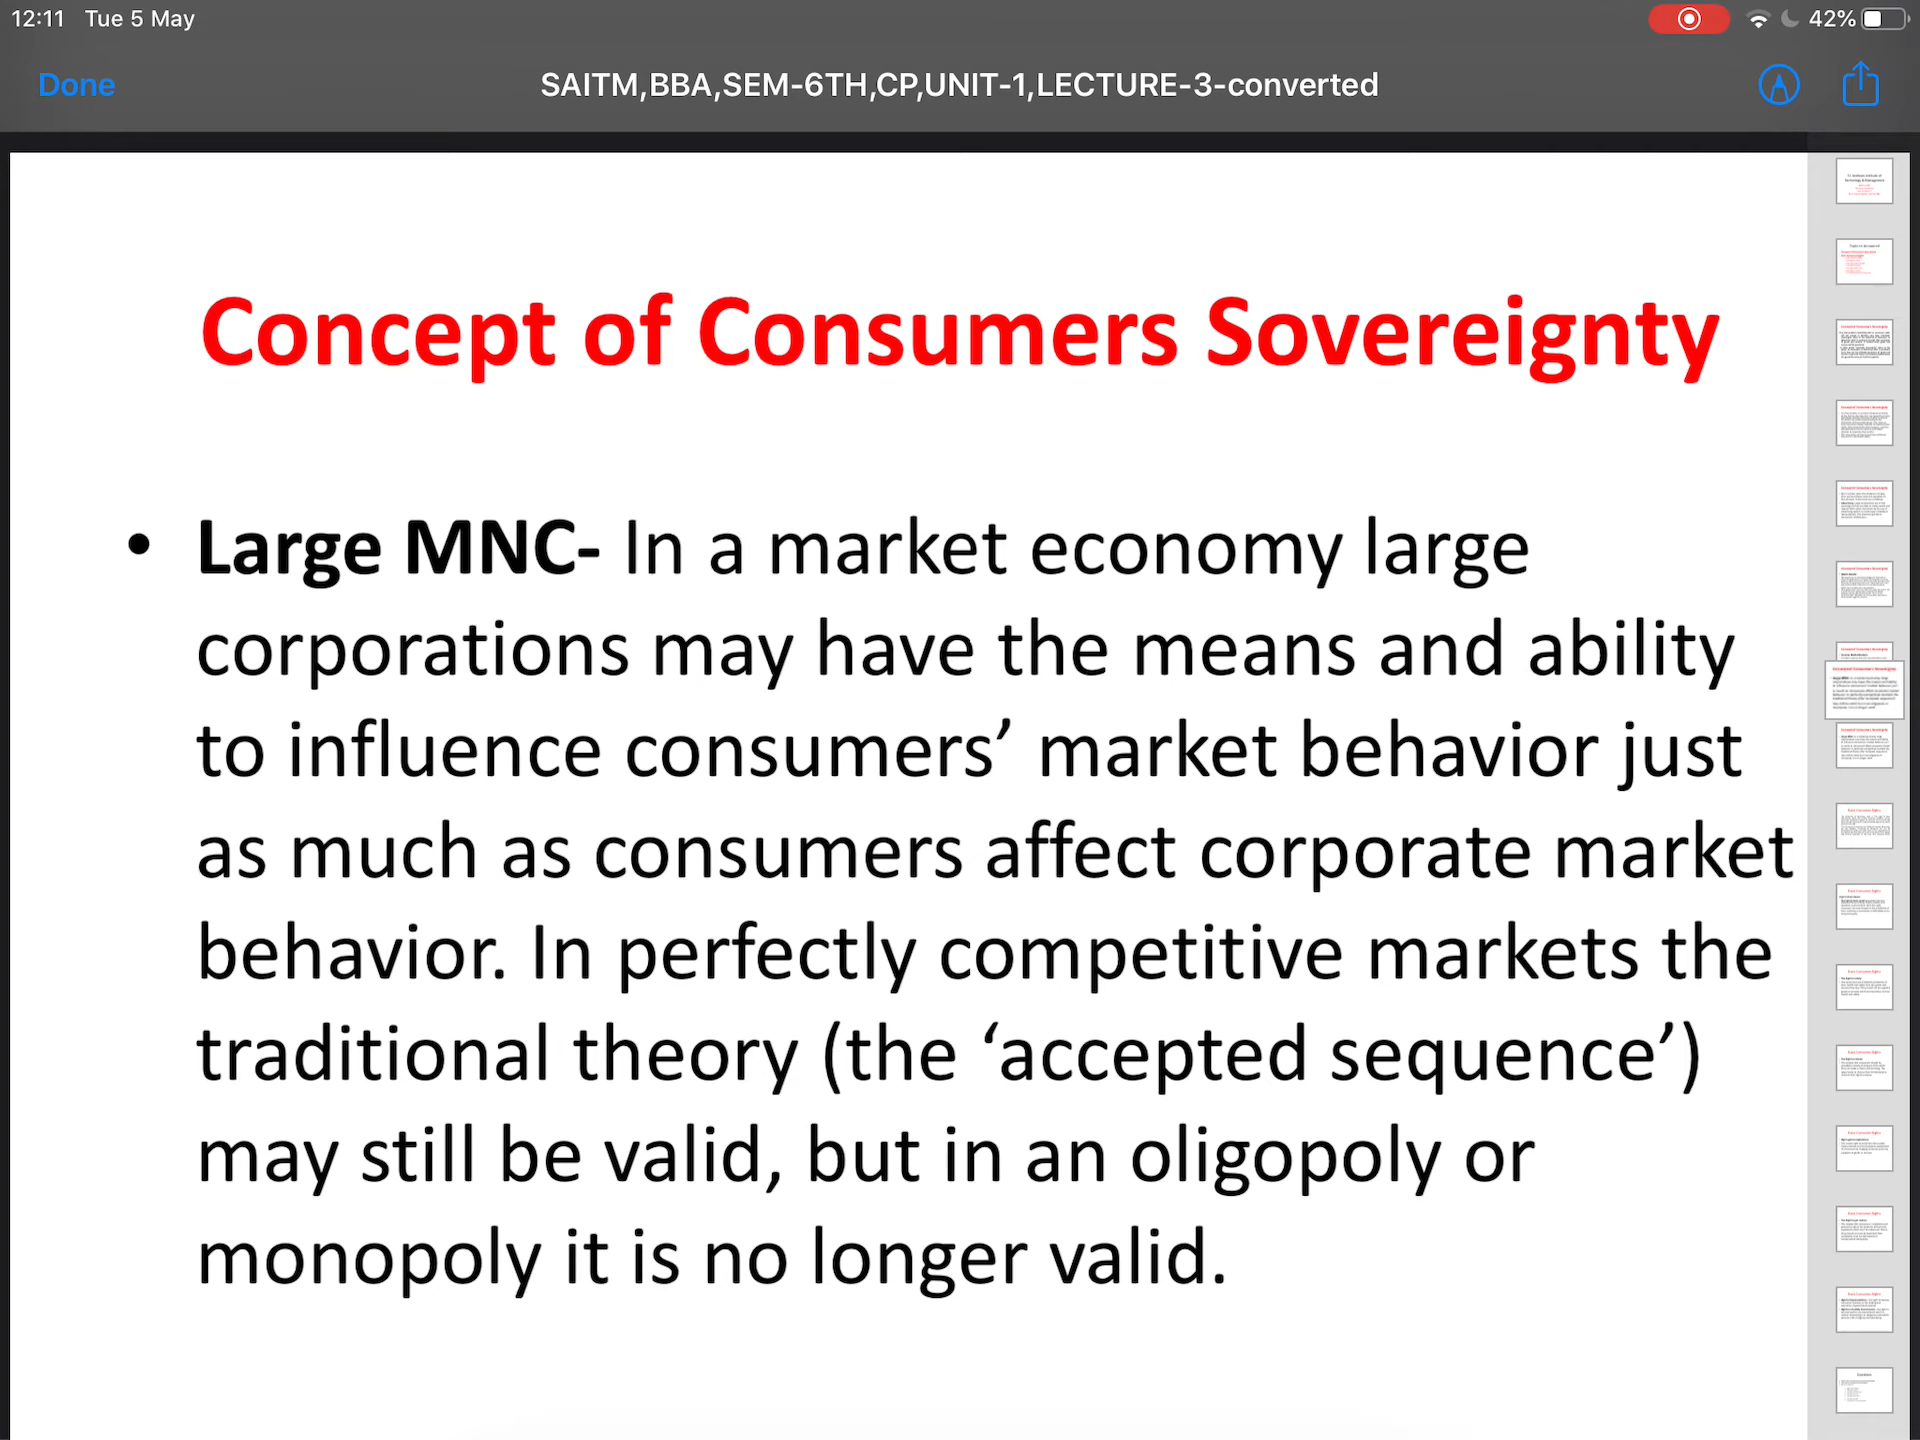 12:11 Tue 5 May
42%
Done
SAITM,BBA,SEM-6TH,CP,UNIT-1,LECTURE-3-converted
Concept of Consumers Sovereignty
• Large MNC- In a market economy large
corporations may have the means and ability
to influence consumers’ market behavior just
as much as consumers affect corporate market
behavior. In perfectly competitive markets the
traditional theory (the ‘accepted sequence’)
may still be valid, but in an oligopoly or
monopoly it is no longer valid.